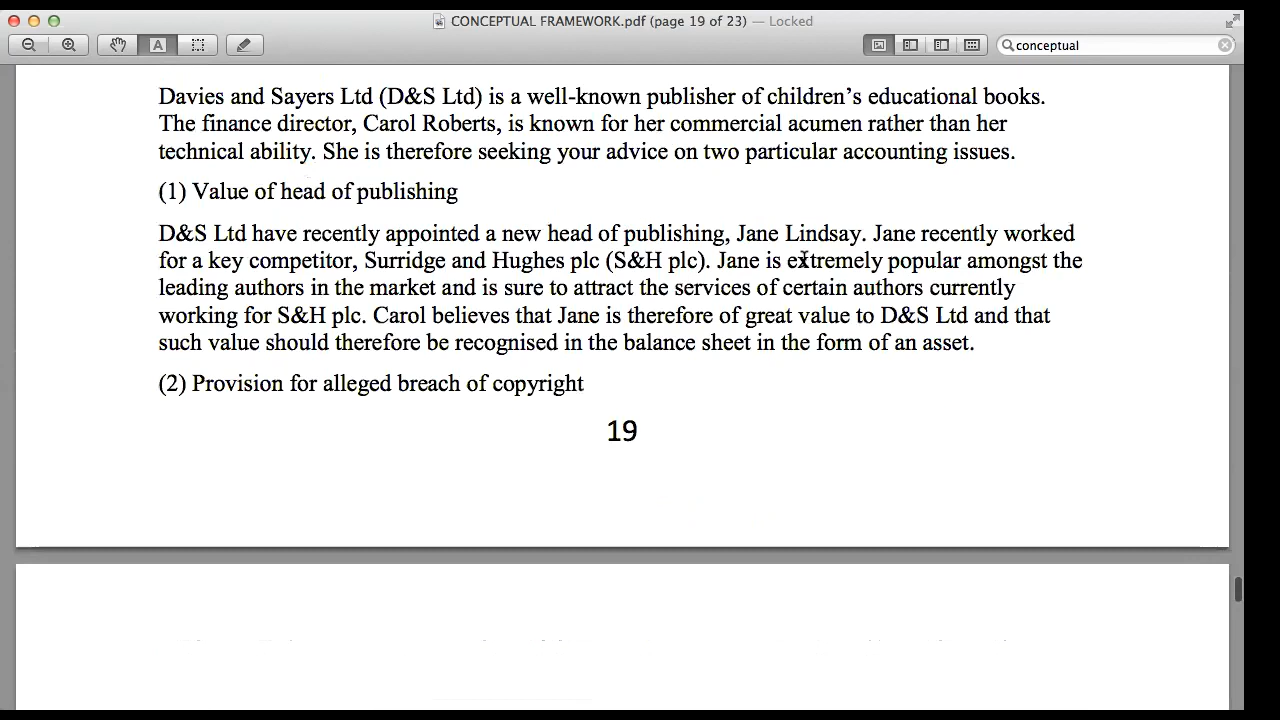 CONCEPTUAL FRAMEWORK.pdf (page 19 of 23) — Locked
conceptual
Davies and Sayers Ltd (D&S Ltd) is a well-known publisher of children’s educational books.
The finance director, Carol Roberts, is known for her commercial acumen rather than her
technical ability. She is therefore seeking your advice on two particular accounting issues.
(1) Value of head of publishing
D&S Ltd have recently appointed a new head of publishing, Jane Lindsay. Jane recently worked
for a key competitor, Surridge and Hughes plc (S&H plc). Jane is extremely popular amongst the
leading authors in the market and is sure to attract the services of certain authors currently
working for S&H plc. Carol believes that Jane is therefore of great value to D&S Ltd and that
such value should therefore be recognised in the balance sheet in the form of an asset.
(2) Provision for alleged breach of copyright
19